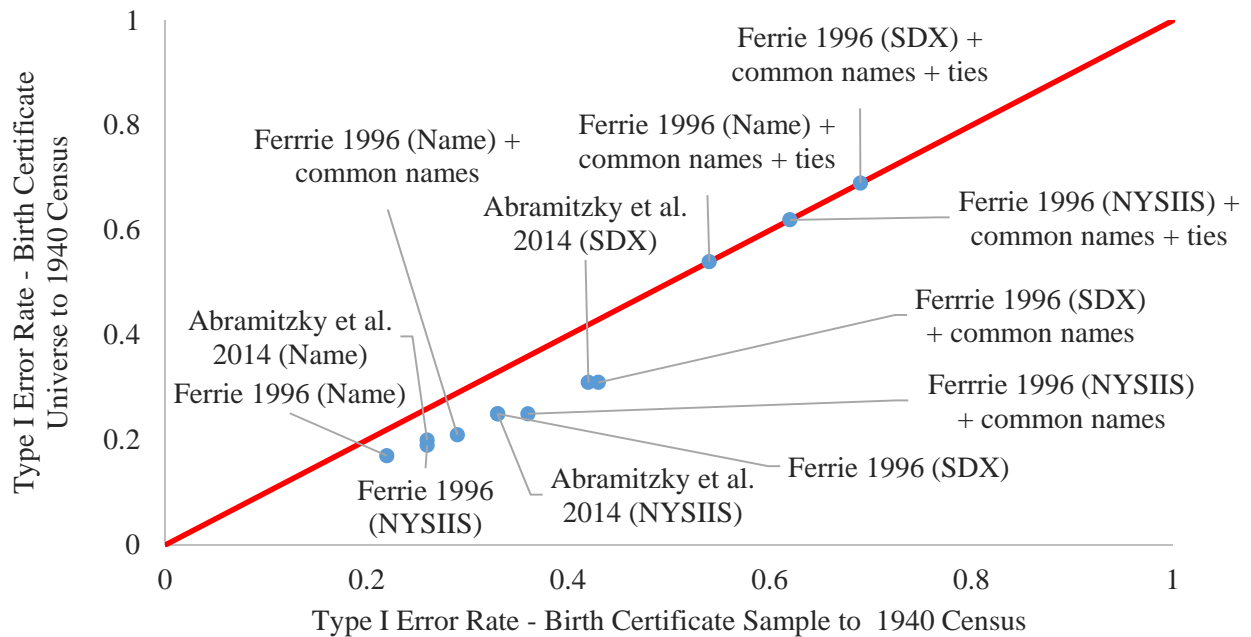 Type I Error Rate - Birth Certificate
Universe to 1940 Census
1
0.8
0.6
0.4
0.2
0
Ferrie 1996 (SDX) +
common names + ties
Ferrie 1996 (Name) +
common names + ties
Ferrrie 1996 (Name) +
common names
Abramitzky et al.
2014 (SDX)
Ferrie 1996 (NYSIIS) +
common names + ties
Ferrrie 1996 (SDX)
+ common names
Abramitzky et al.
2014 (Name)
Ferrie 1996 (Name)
Ferrrie 1996 (NYSIIS)
+ common names
Ferrie 1996 (SDX)
Ferrie 1996
(NYSIIS)
Abramitzky et al.
2014 (NYSIIS)
0
0.2
0.4
0.6
0.8
1
Type I Error Rate - Birth Certificate Sample to  1940 Census